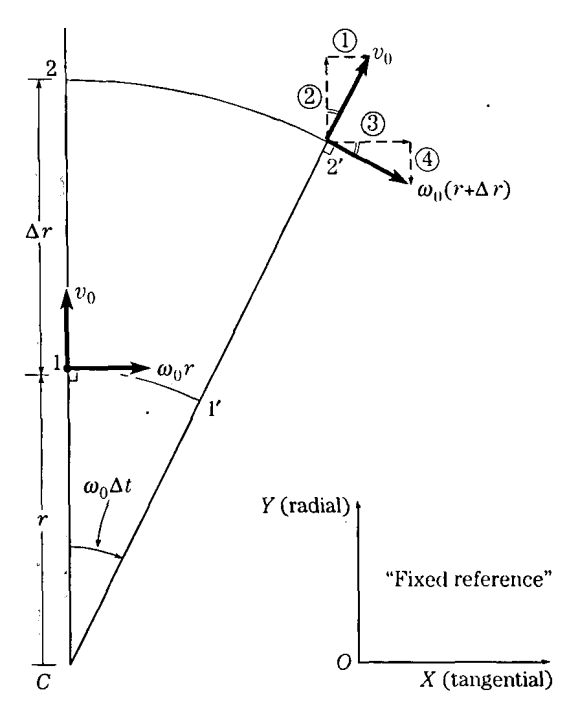 ①
v₀
2
②
③
④
2′
ω₀(r+Δr)
Δr
v₀
1
ω₀r
1′
ω₀Δt
r
Y (radial)
"Fixed reference"
O
C
X (tangential)